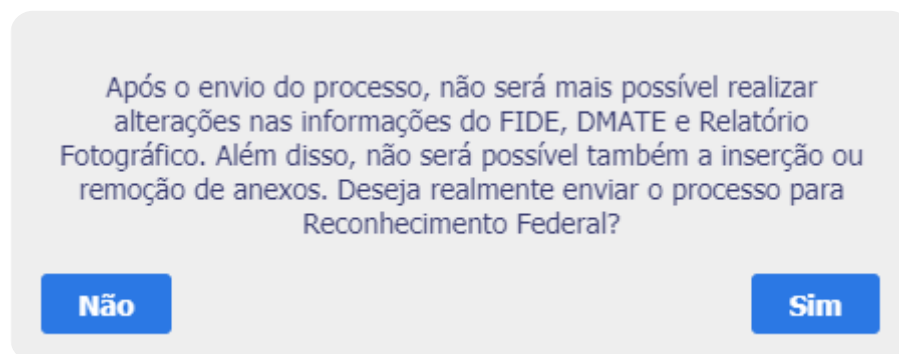 Após o envio do processo, não será mais possível realizar
alterações nas informações do FIDE, DMATE e Relatório
Fotográfico. Além disso, não será possível também a inserção ou
remoção de anexos. Deseja realmente enviar o processo para
Reconhecimento Federal?
Não
Sim